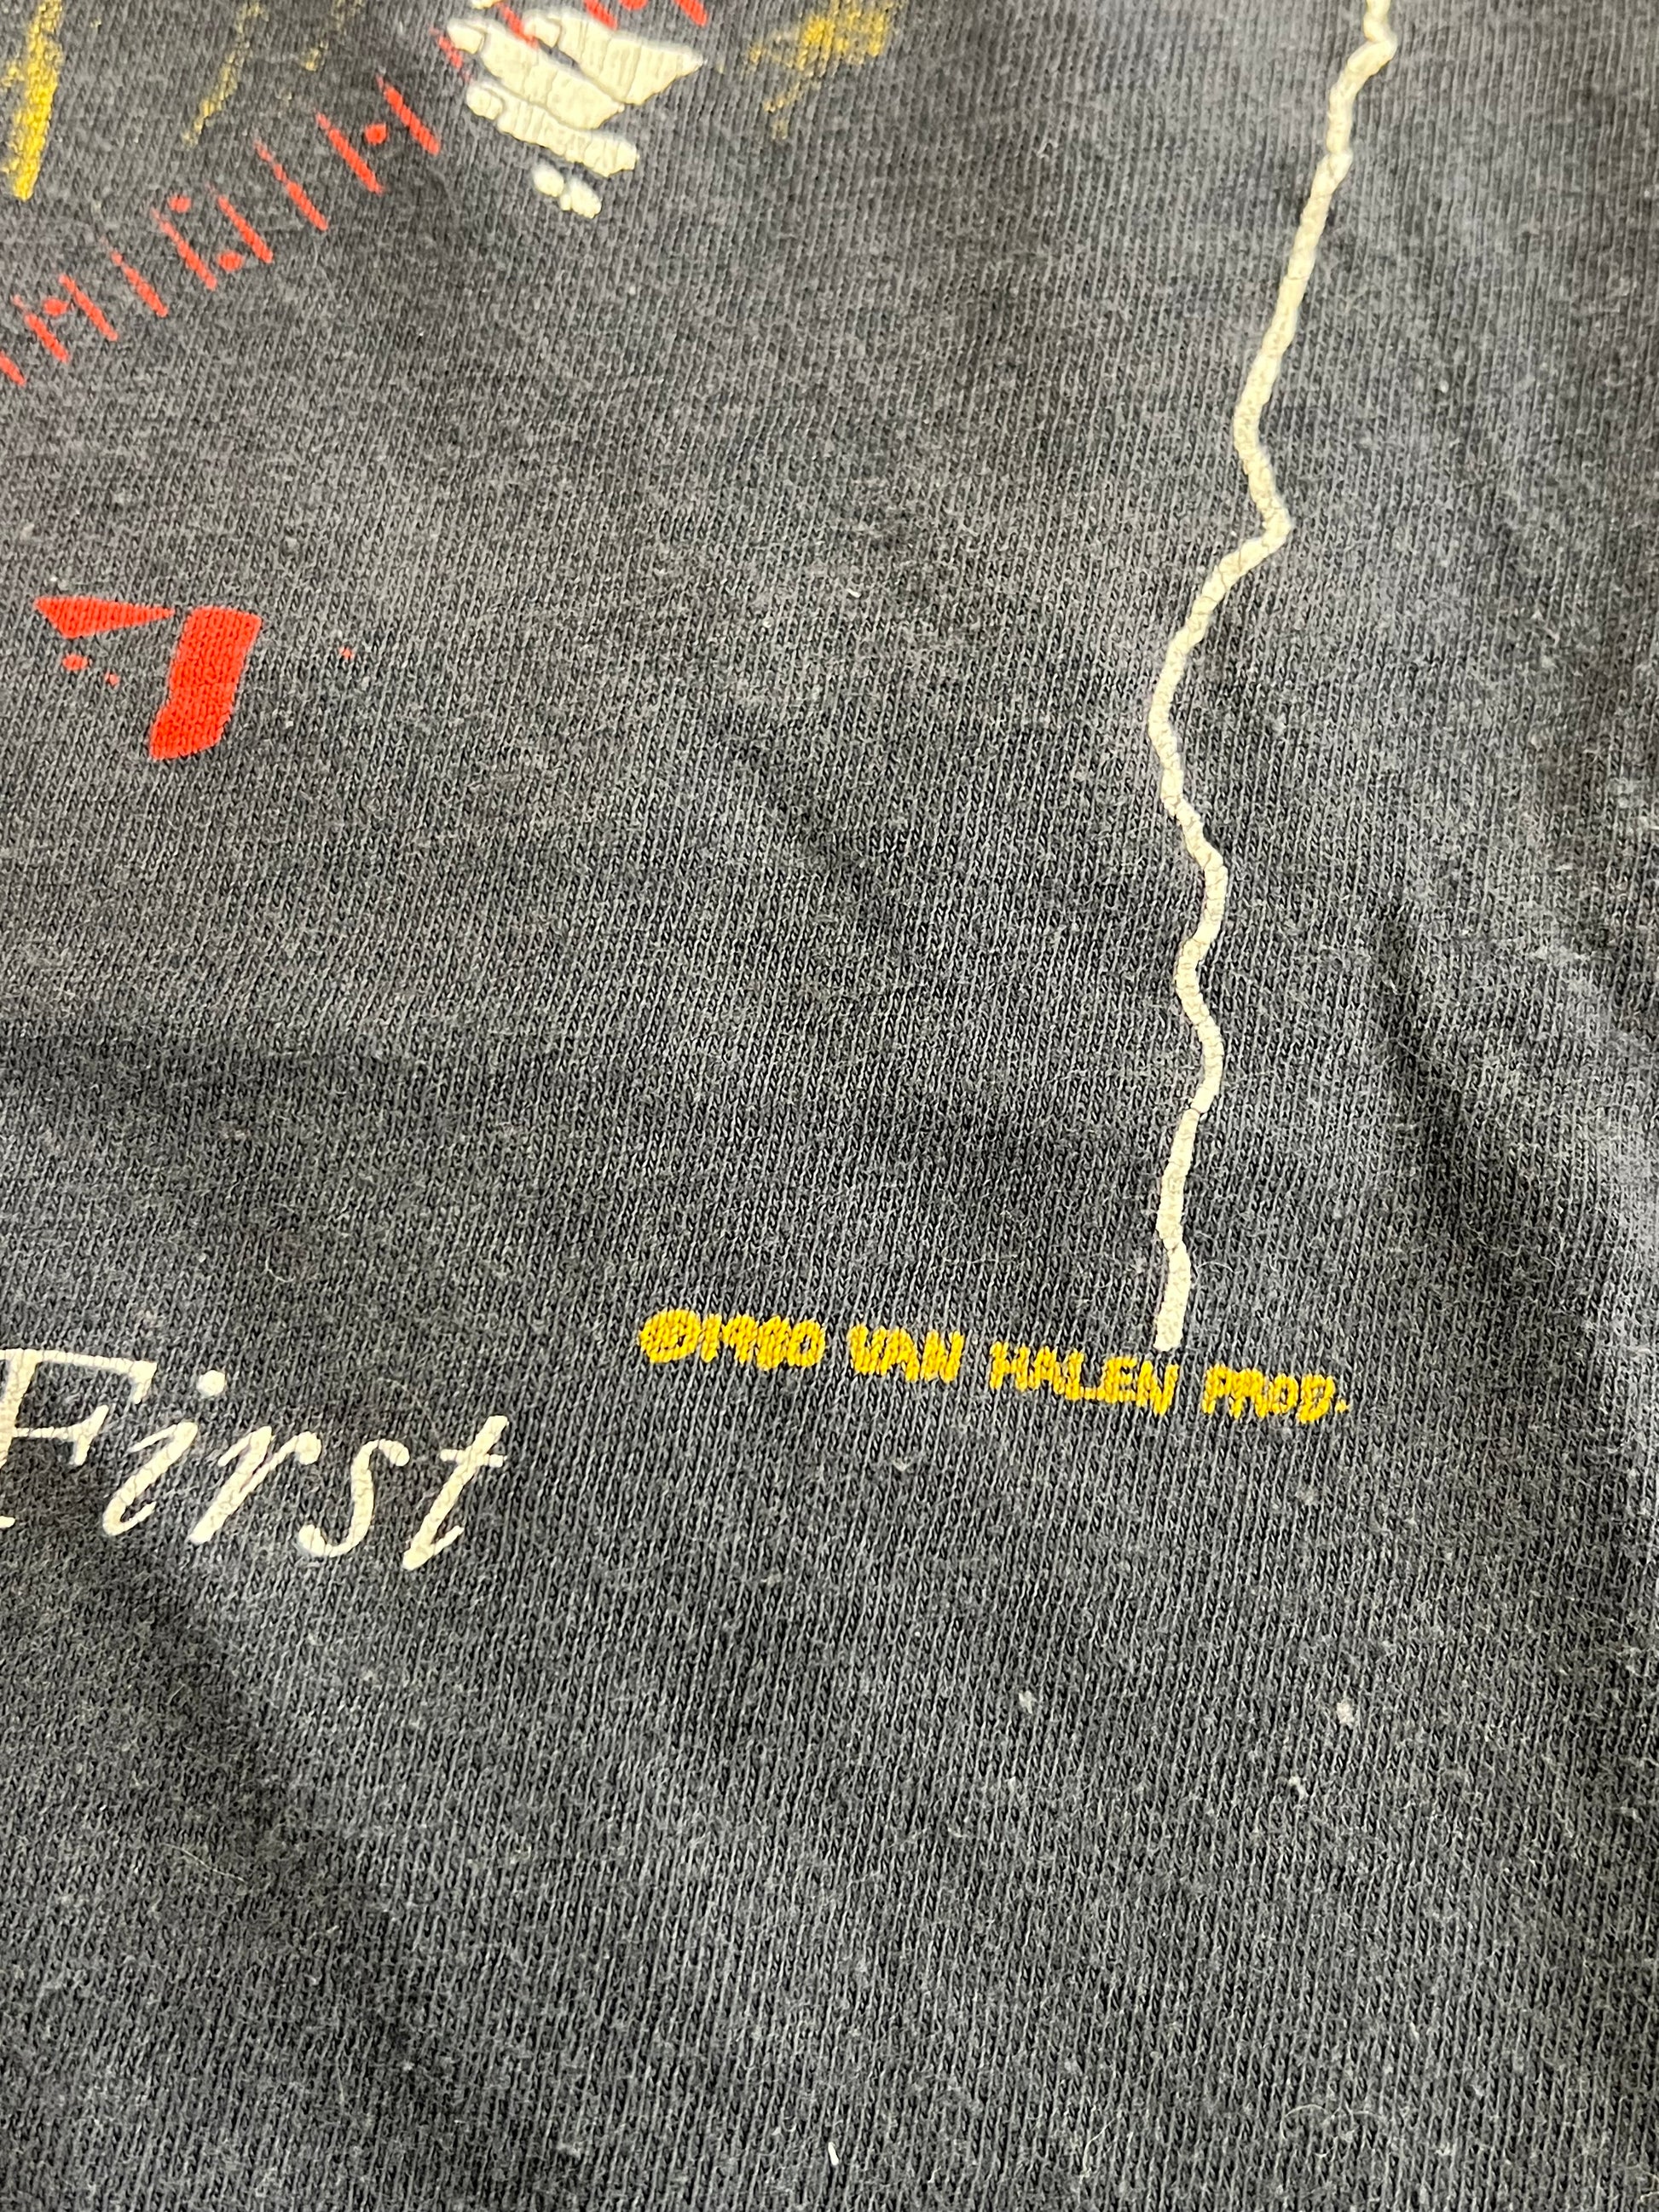 ©1980 VAN HALEN PROD.
First